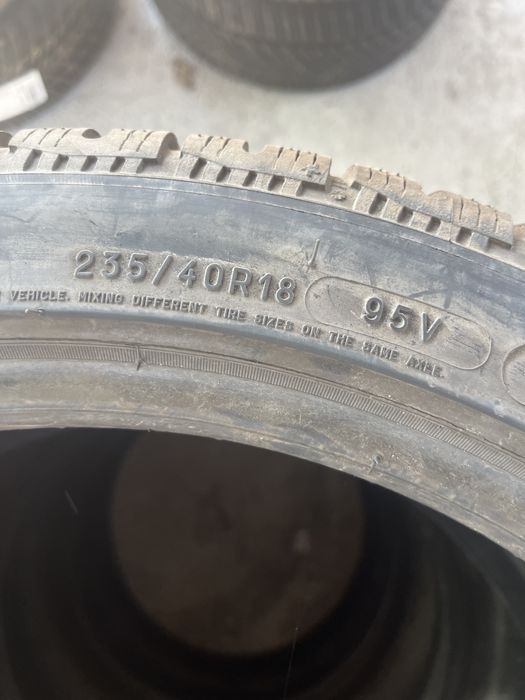 235/40R18 95V
VEHICLE. MIXING DIFFERENT TIRE SIZES ON THE SAME AXLE.